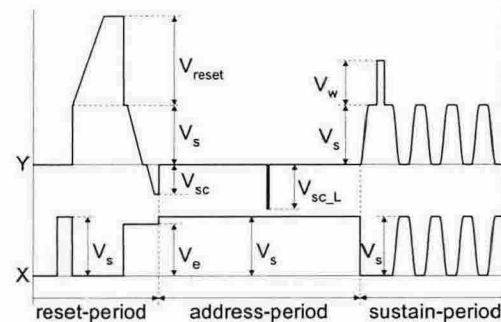 V_reset
V_w
V_s
V_s
Y
V_sc
V_sc_L
V_s
V_e
V_s
V_s
X
reset-period
address-period
sustain-period